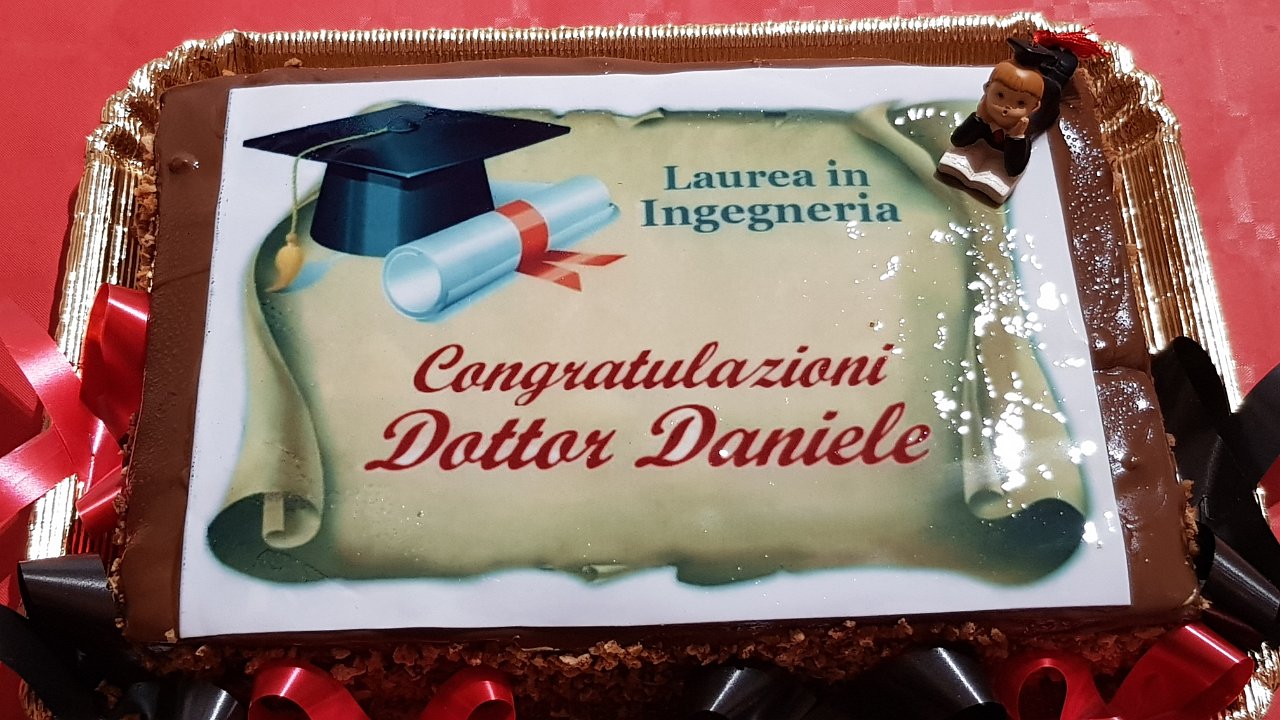 Laurea in
Ingegneria
Congratulazioni
Dottor Daniele